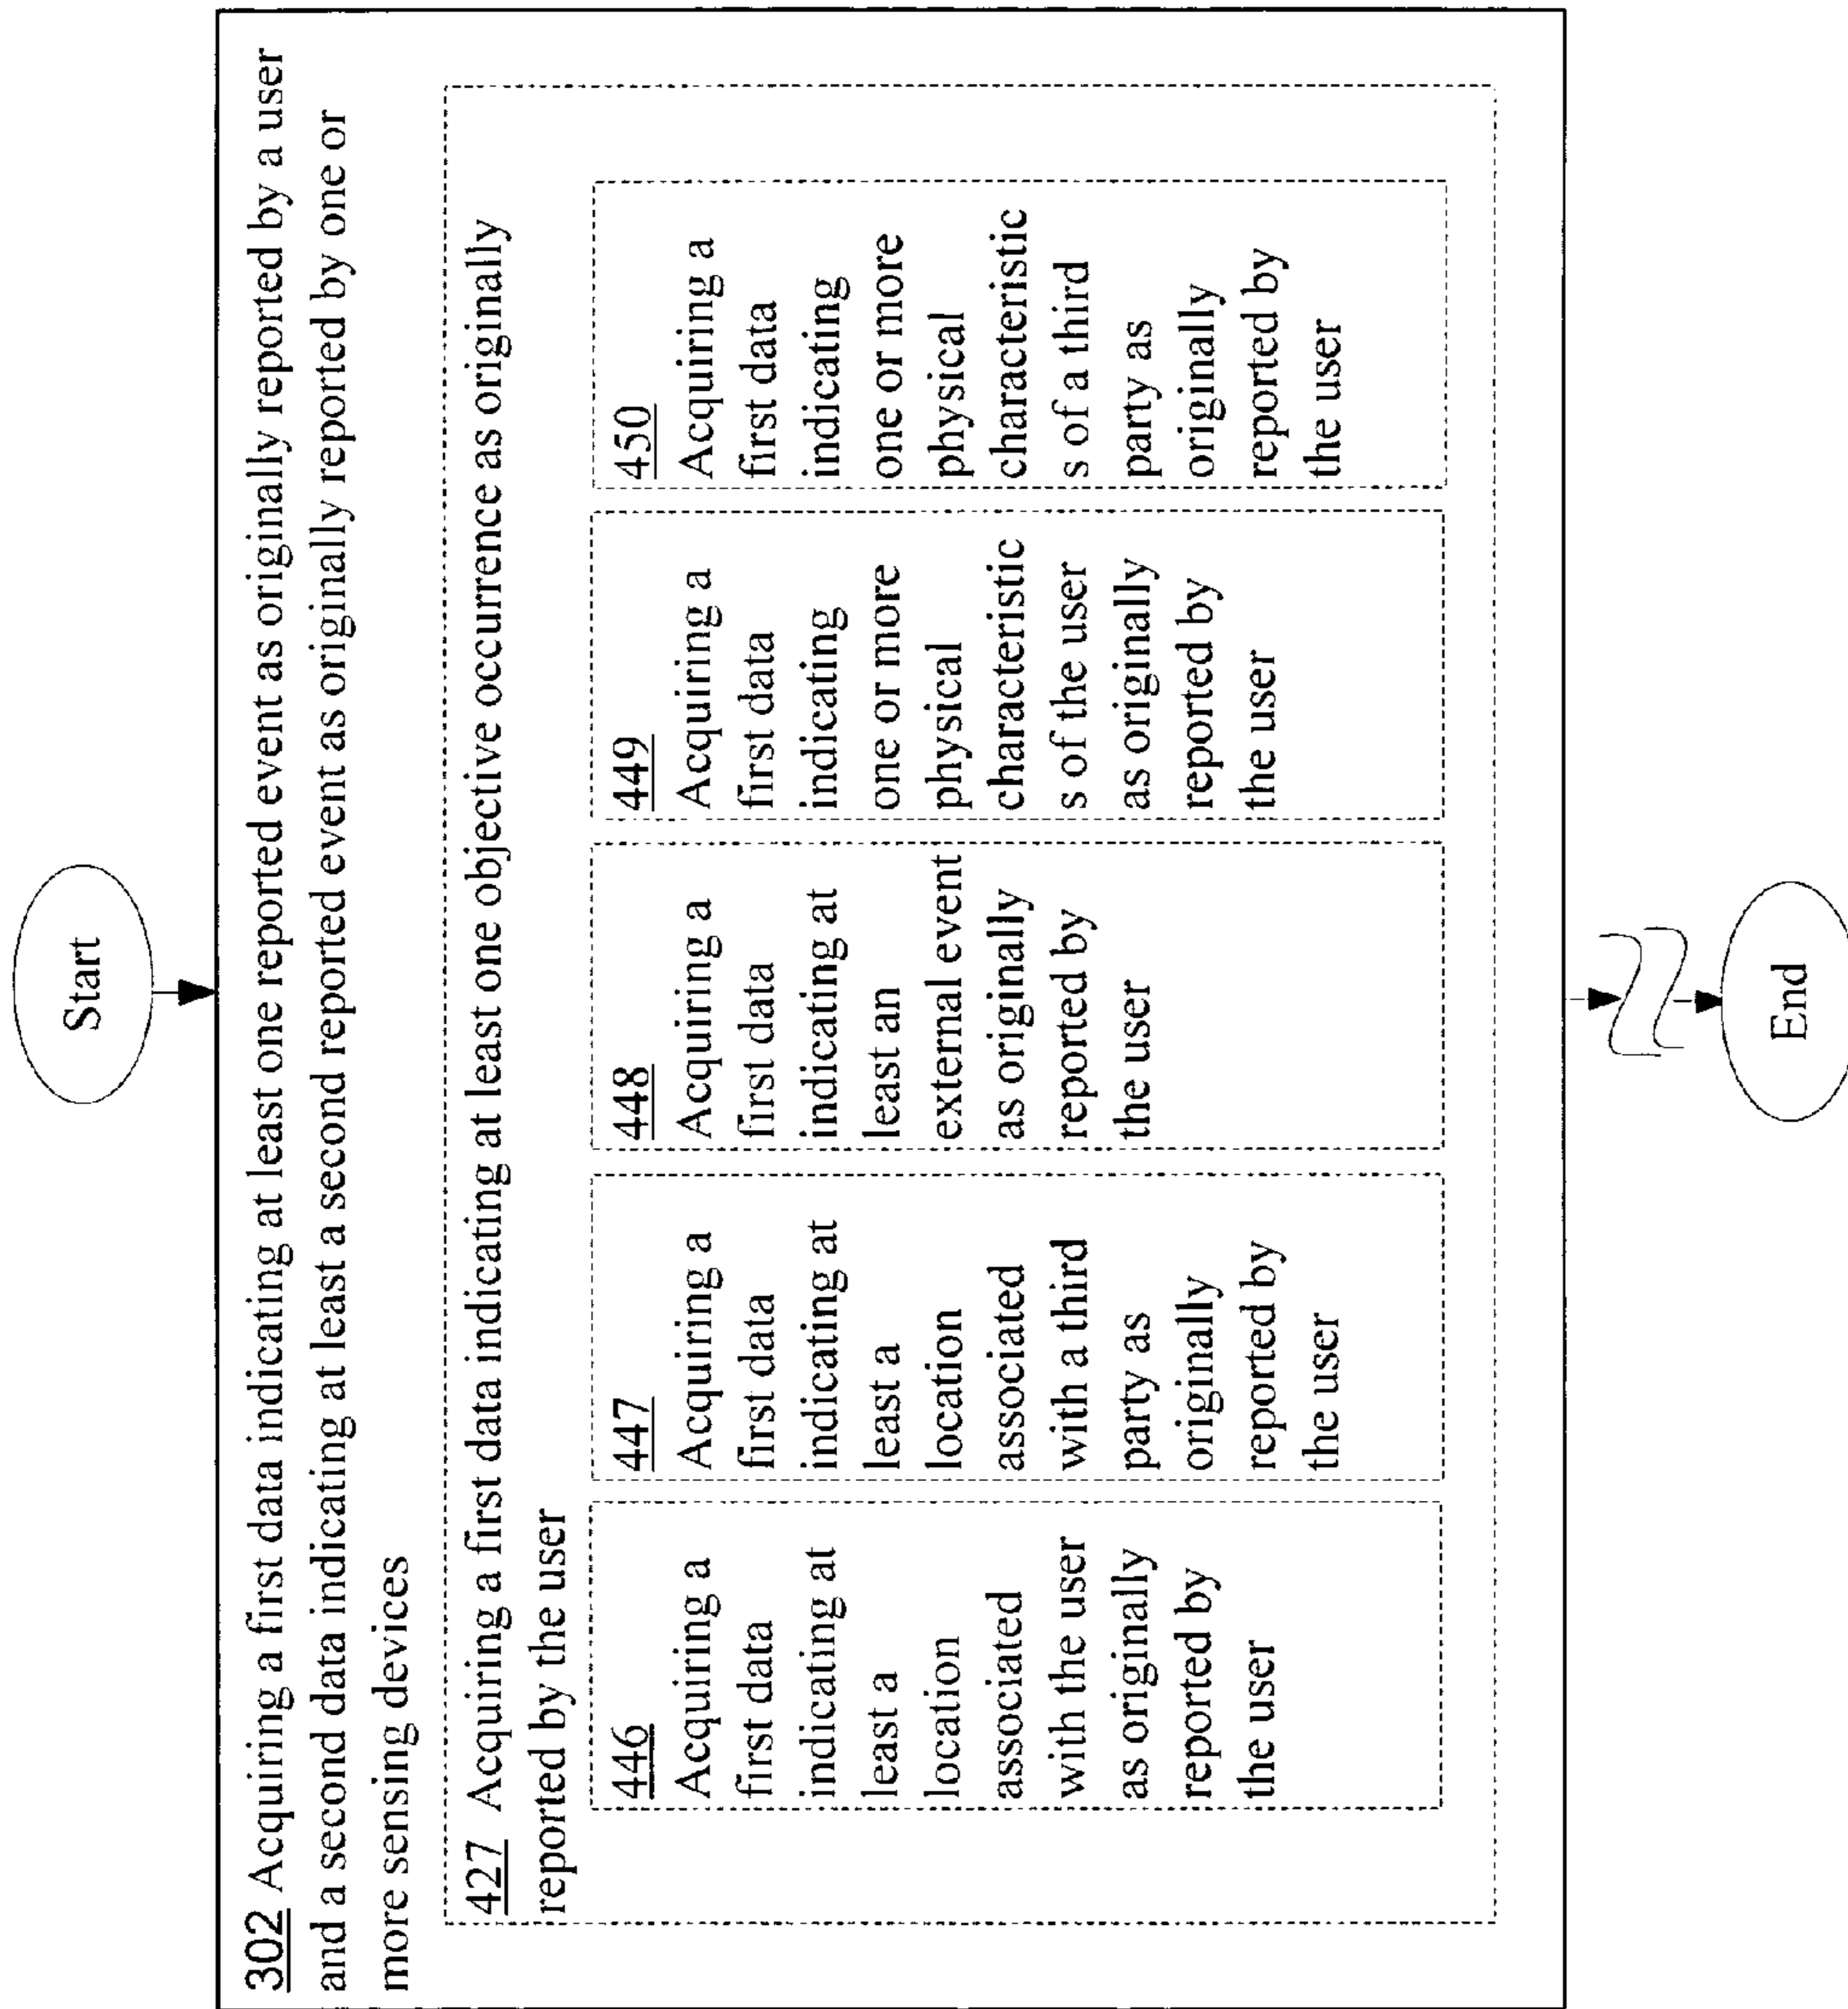 Start
302 Acquiring a first data indicating at least one reported event as originally reported by a user
and a second data indicating at least a second reported event as originally reported by one or
more sensing devices
427 Acquiring a first data indicating at least one objective occurrence as originally
reported by the user
446
Acquiring a
first data
indicating at
least a
location
associated
with the user
as originally
reported by
the user
447
Acquiring a
first data
indicating at
least a
location
associated
with a third
party as
originally
reported by
the user
448
Acquiring a
first data
indicating at
least an
external event
as originally
reported by
the user
449
Acquiring a
first data
indicating
one or more
physical
characteristic
s of the user
as originally
reported by
the user
450
Acquiring a
first data
indicating
one or more
physical
characteristic
s of a third
party as
originally
reported by
the user
End